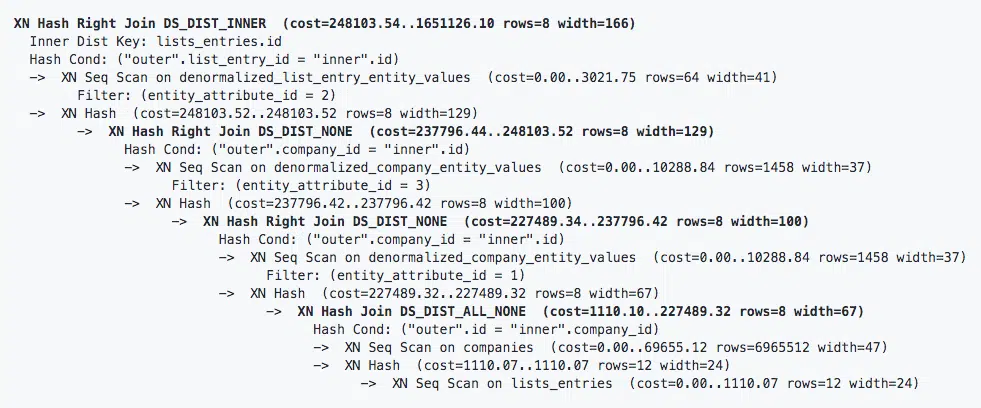 XN Hash Right Join DS_DIST_INNER  (cost=248103.54..1651126.10 rows=8 width=166)
  Inner Dist Key: lists_entries.id
  Hash Cond: ("outer".list_entry_id = "inner".id)
  ->  XN Seq Scan on denormalized_list_entry_entity_values  (cost=0.00..3021.75 rows=64 width=41)
        Filter: (entity_attribute_id = 2)
  ->  XN Hash  (cost=248103.52..248103.52 rows=8 width=129)
        ->  XN Hash Right Join DS_DIST_NONE  (cost=237796.44..248103.52 rows=8 width=129)
              Hash Cond: ("outer".company_id = "inner".id)
              ->  XN Seq Scan on denormalized_company_entity_values  (cost=0.00..10288.84 rows=1458 width=37)
                    Filter: (entity_attribute_id = 3)
              ->  XN Hash  (cost=237796.42..237796.42 rows=8 width=100)
                    ->  XN Hash Right Join DS_DIST_NONE  (cost=227489.34..237796.42 rows=8 width=100)
                          Hash Cond: ("outer".company_id = "inner".id)
                          ->  XN Seq Scan on denormalized_company_entity_values  (cost=0.00..10288.84 rows=1458 width=37)
                                Filter: (entity_attribute_id = 1)
                          ->  XN Hash  (cost=227489.32..227489.32 rows=8 width=67)
                                ->  XN Hash Join DS_DIST_ALL_NONE  (cost=1110.10..227489.32 rows=8 width=67)
                                      Hash Cond: ("outer".id = "inner".company_id)
                                      ->  XN Seq Scan on companies  (cost=0.00..69655.12 rows=6965512 width=47)
                                      ->  XN Hash  (cost=1110.07..1110.07 rows=12 width=24)
                                            ->  XN Seq Scan on lists_entries  (cost=0.00..1110.07 rows=12 width=24)